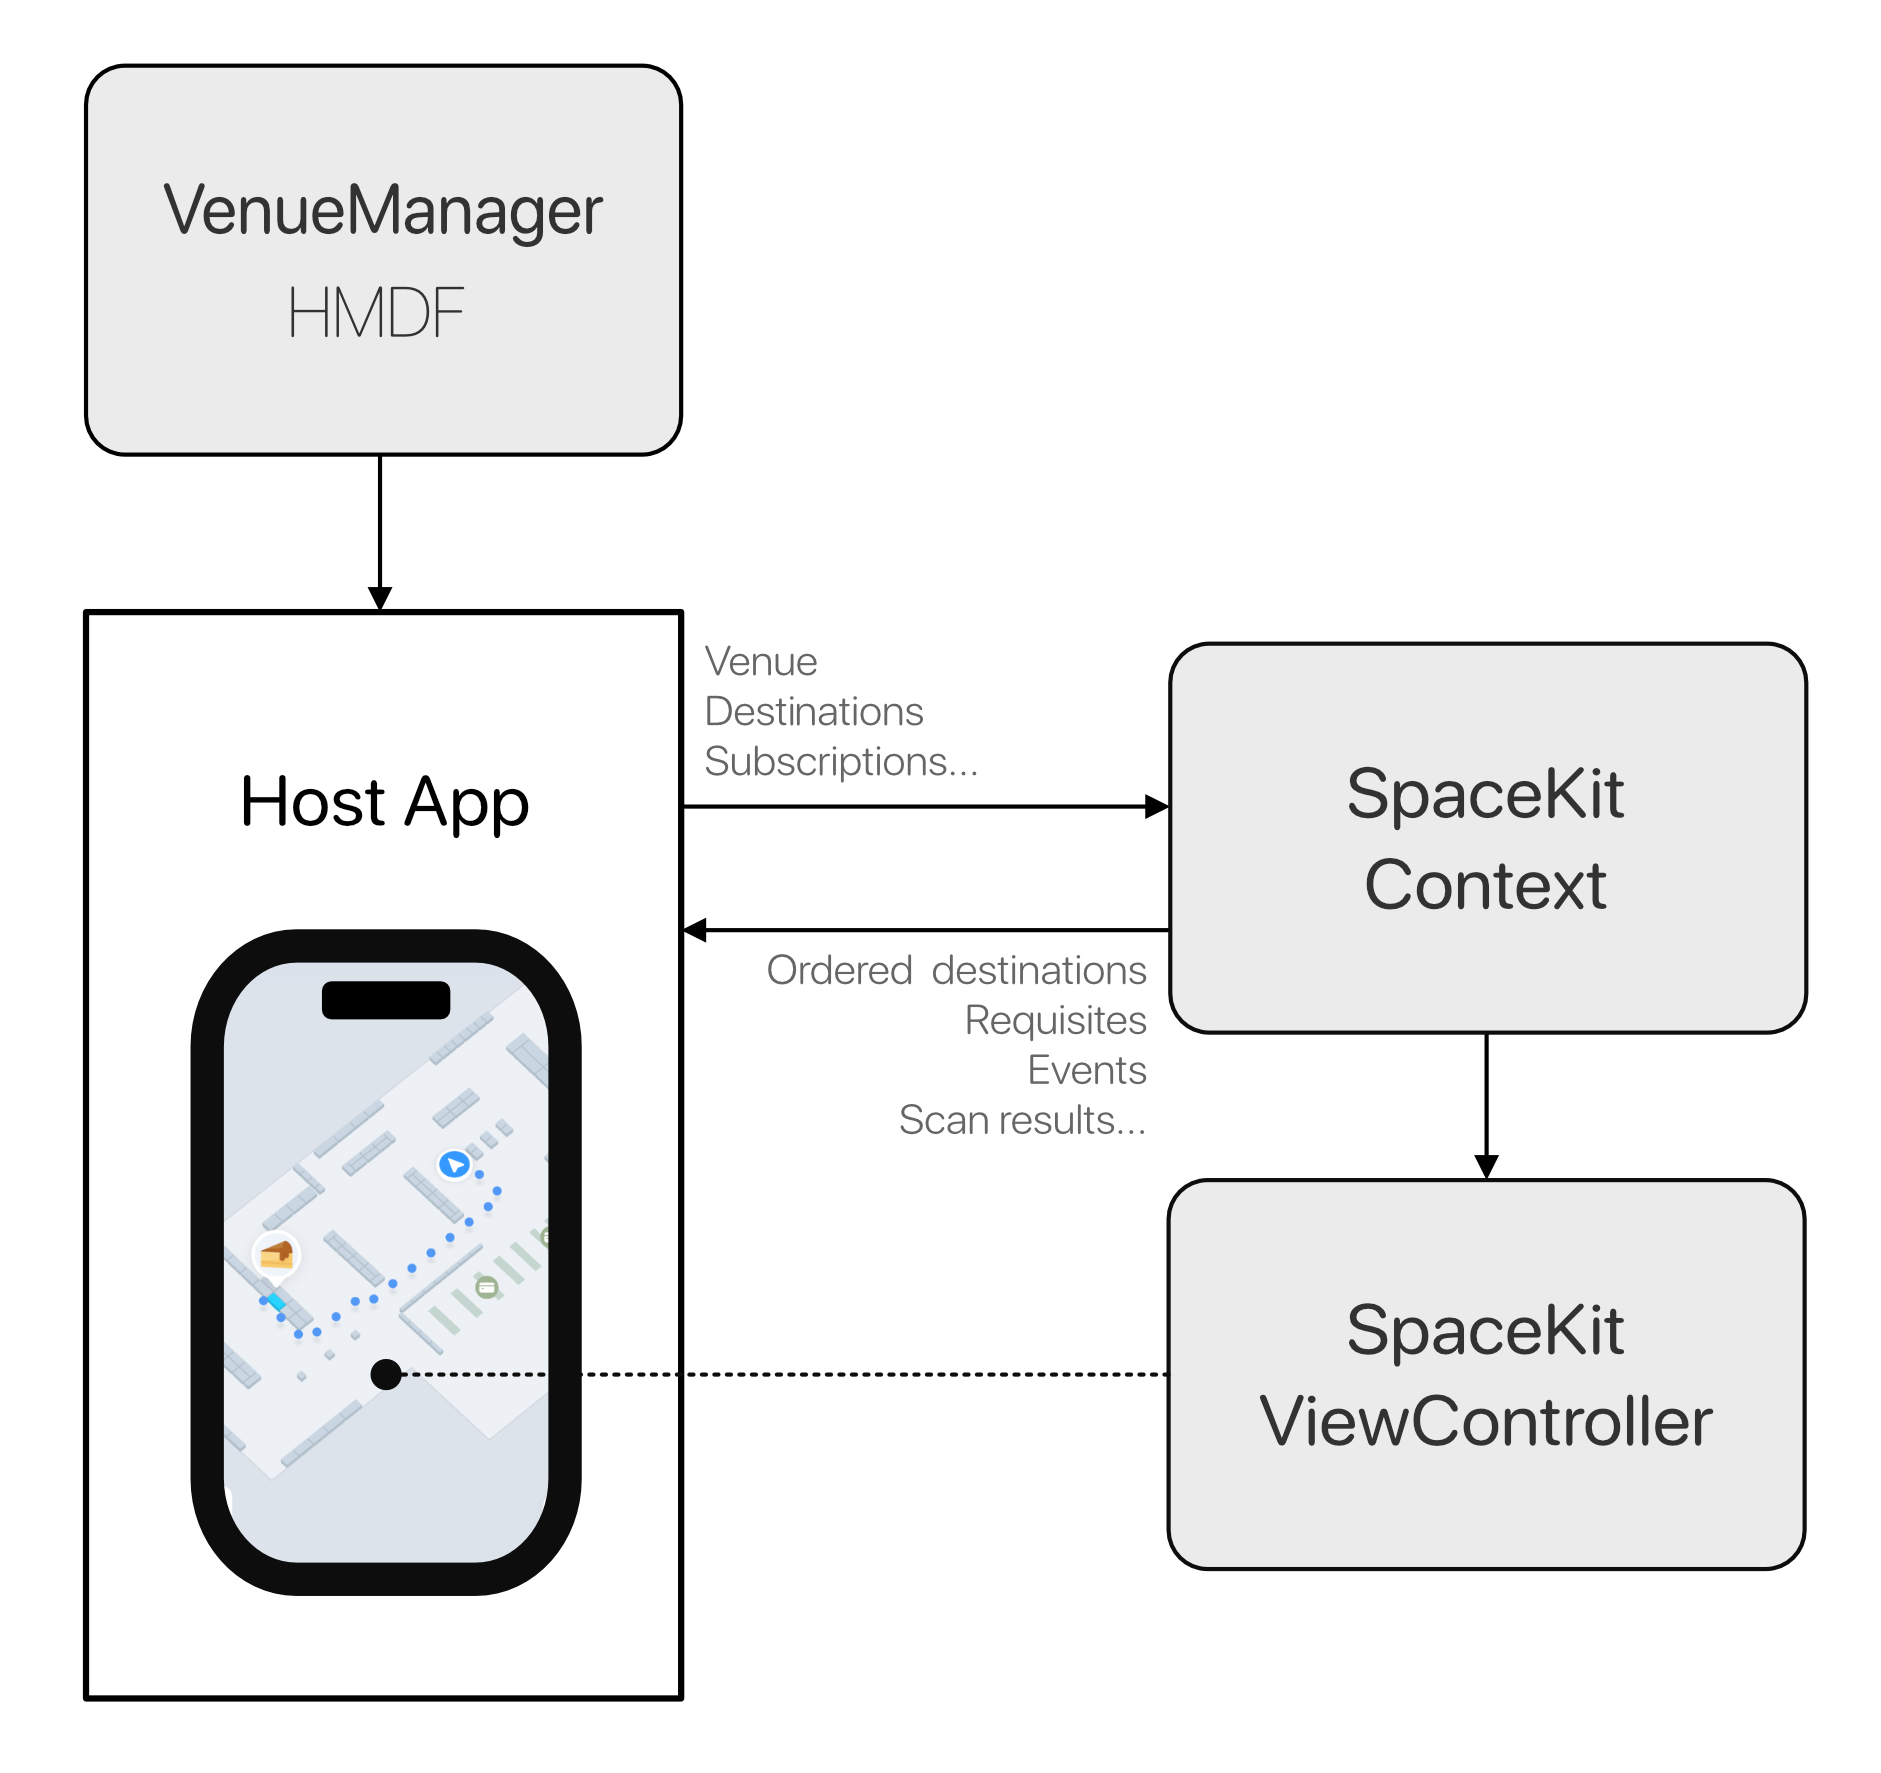 VenueManager
HMDF
Host App
Venue
Destinations
Subscriptions...
SpaceKit
Context
Ordered destinations
Requisites
Events
Scan results...
SpaceKit
ViewController